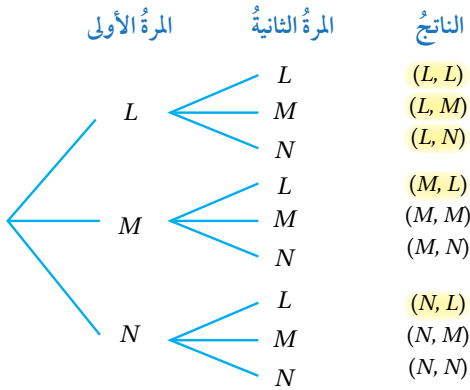 المرةُ الأولى المرةُ الثانيةُ الناتجُ
L (L, L)
L M (L, M)
N (L, N)
L (M, L)
M M (M, M)
N (M, N)
L (N, L)
N M (N, M)
N (N, N)